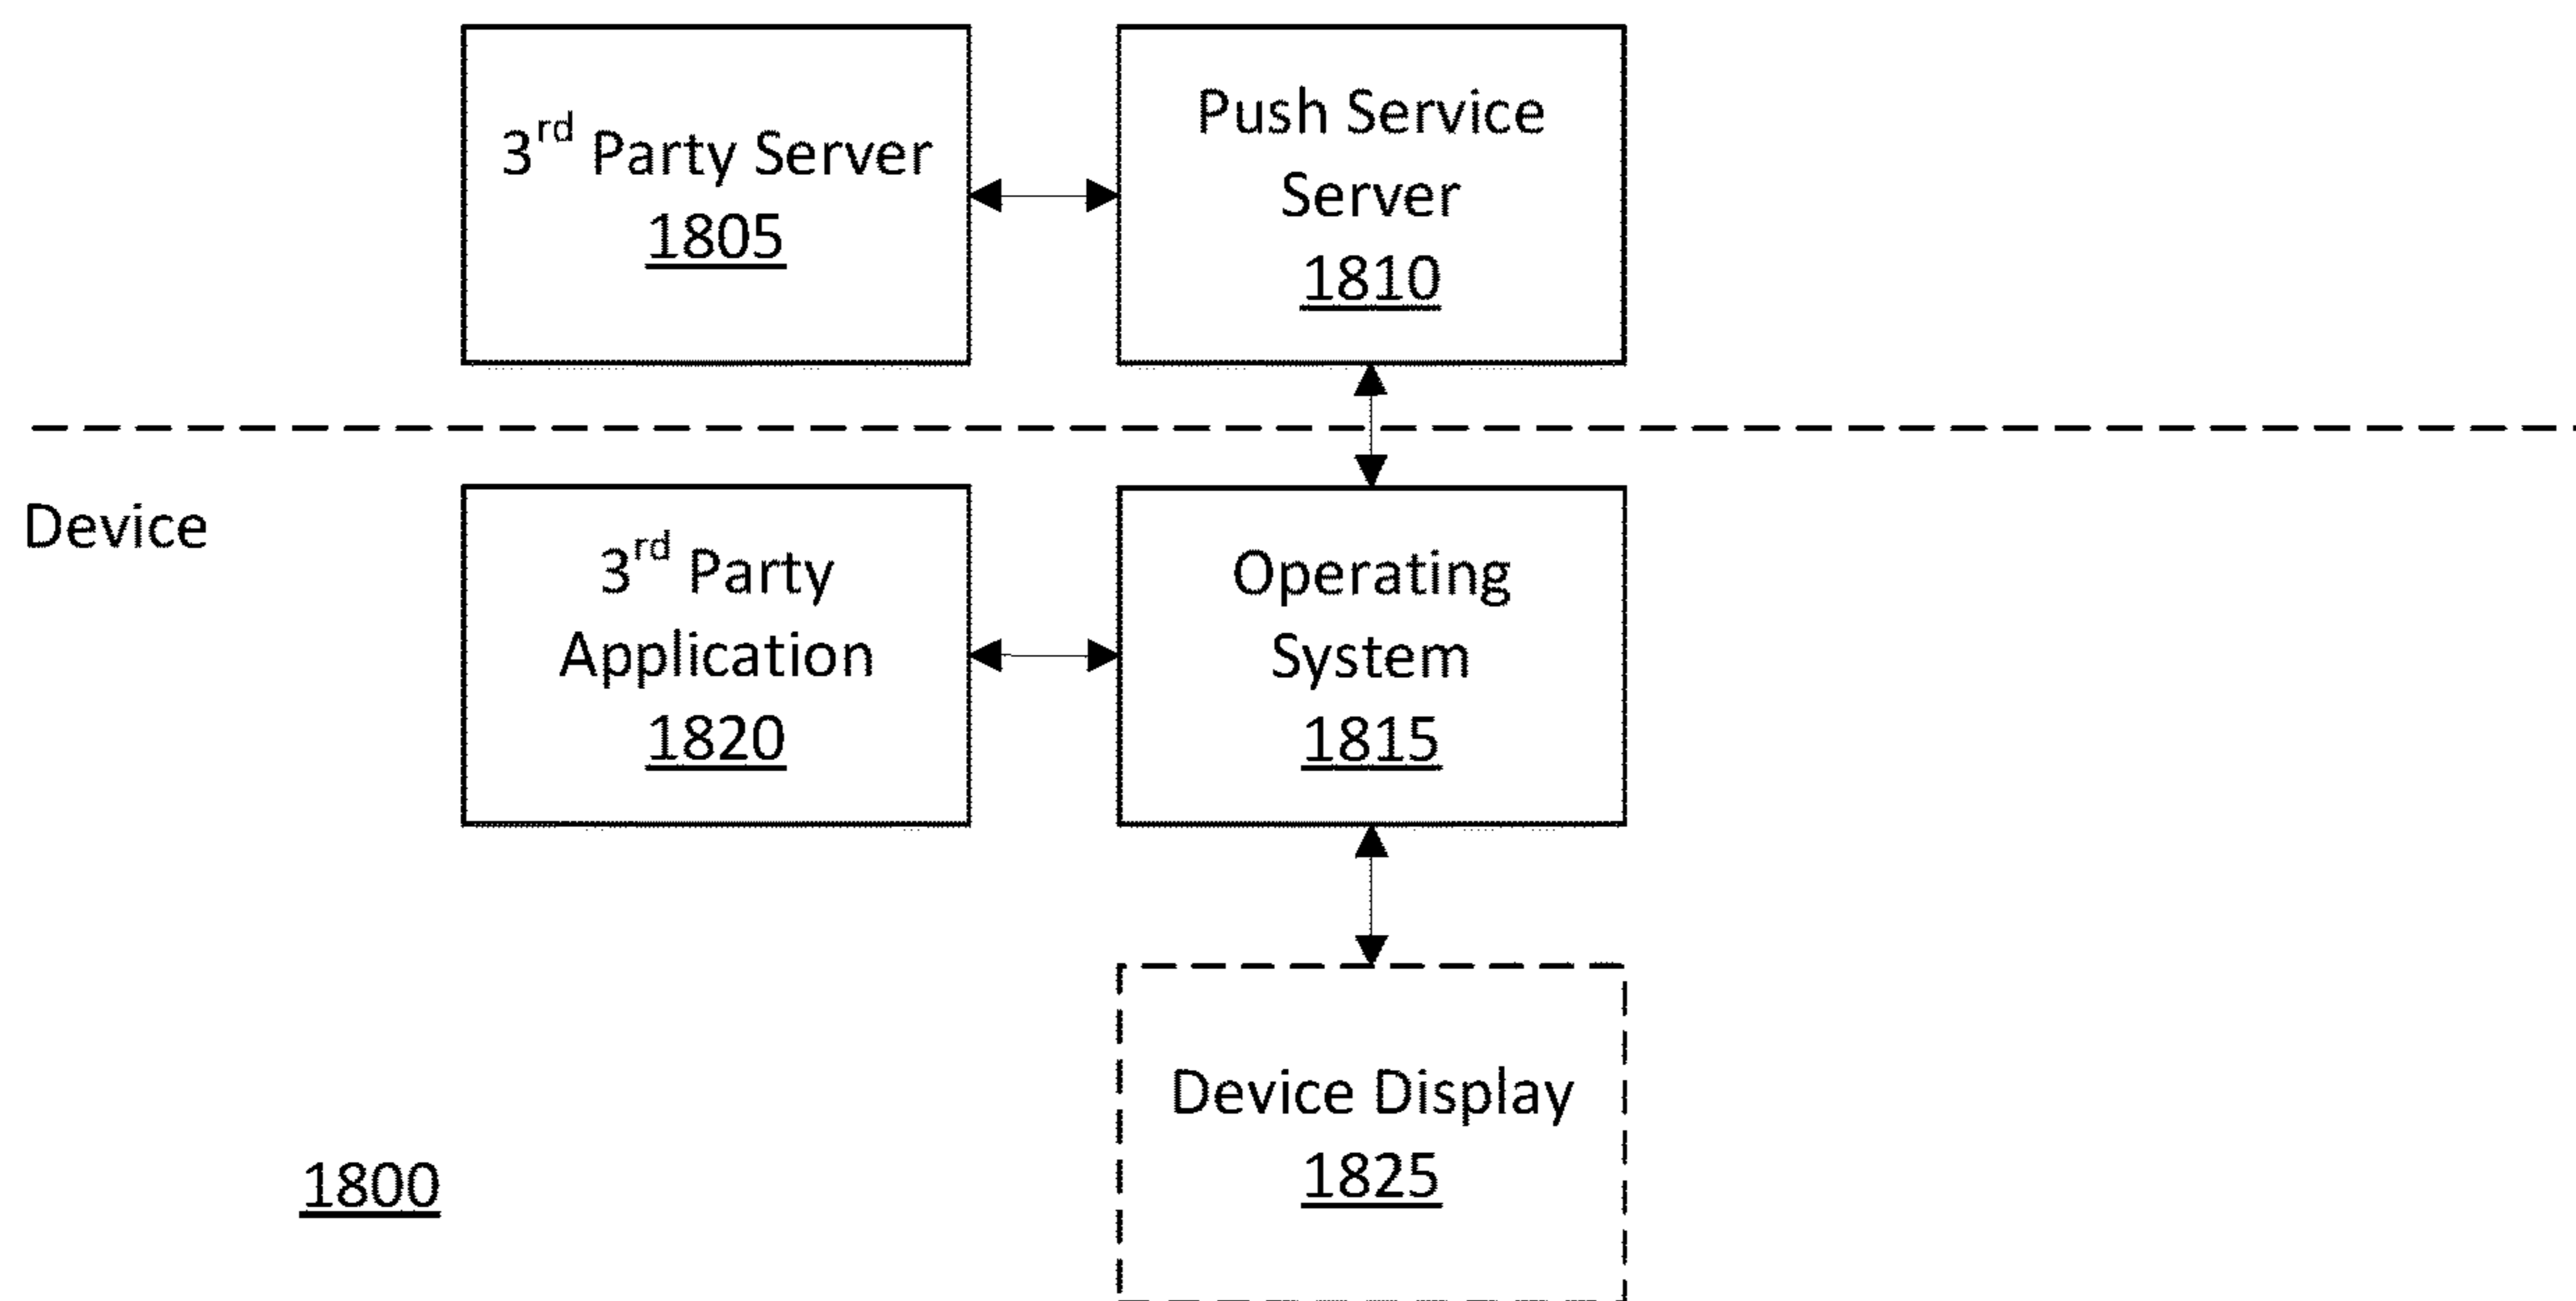 3rd Party Server
1805
Push Service
Server
1810
Device
3rd Party
Application
1820
Operating
System
1815
Device Display
1825
1800